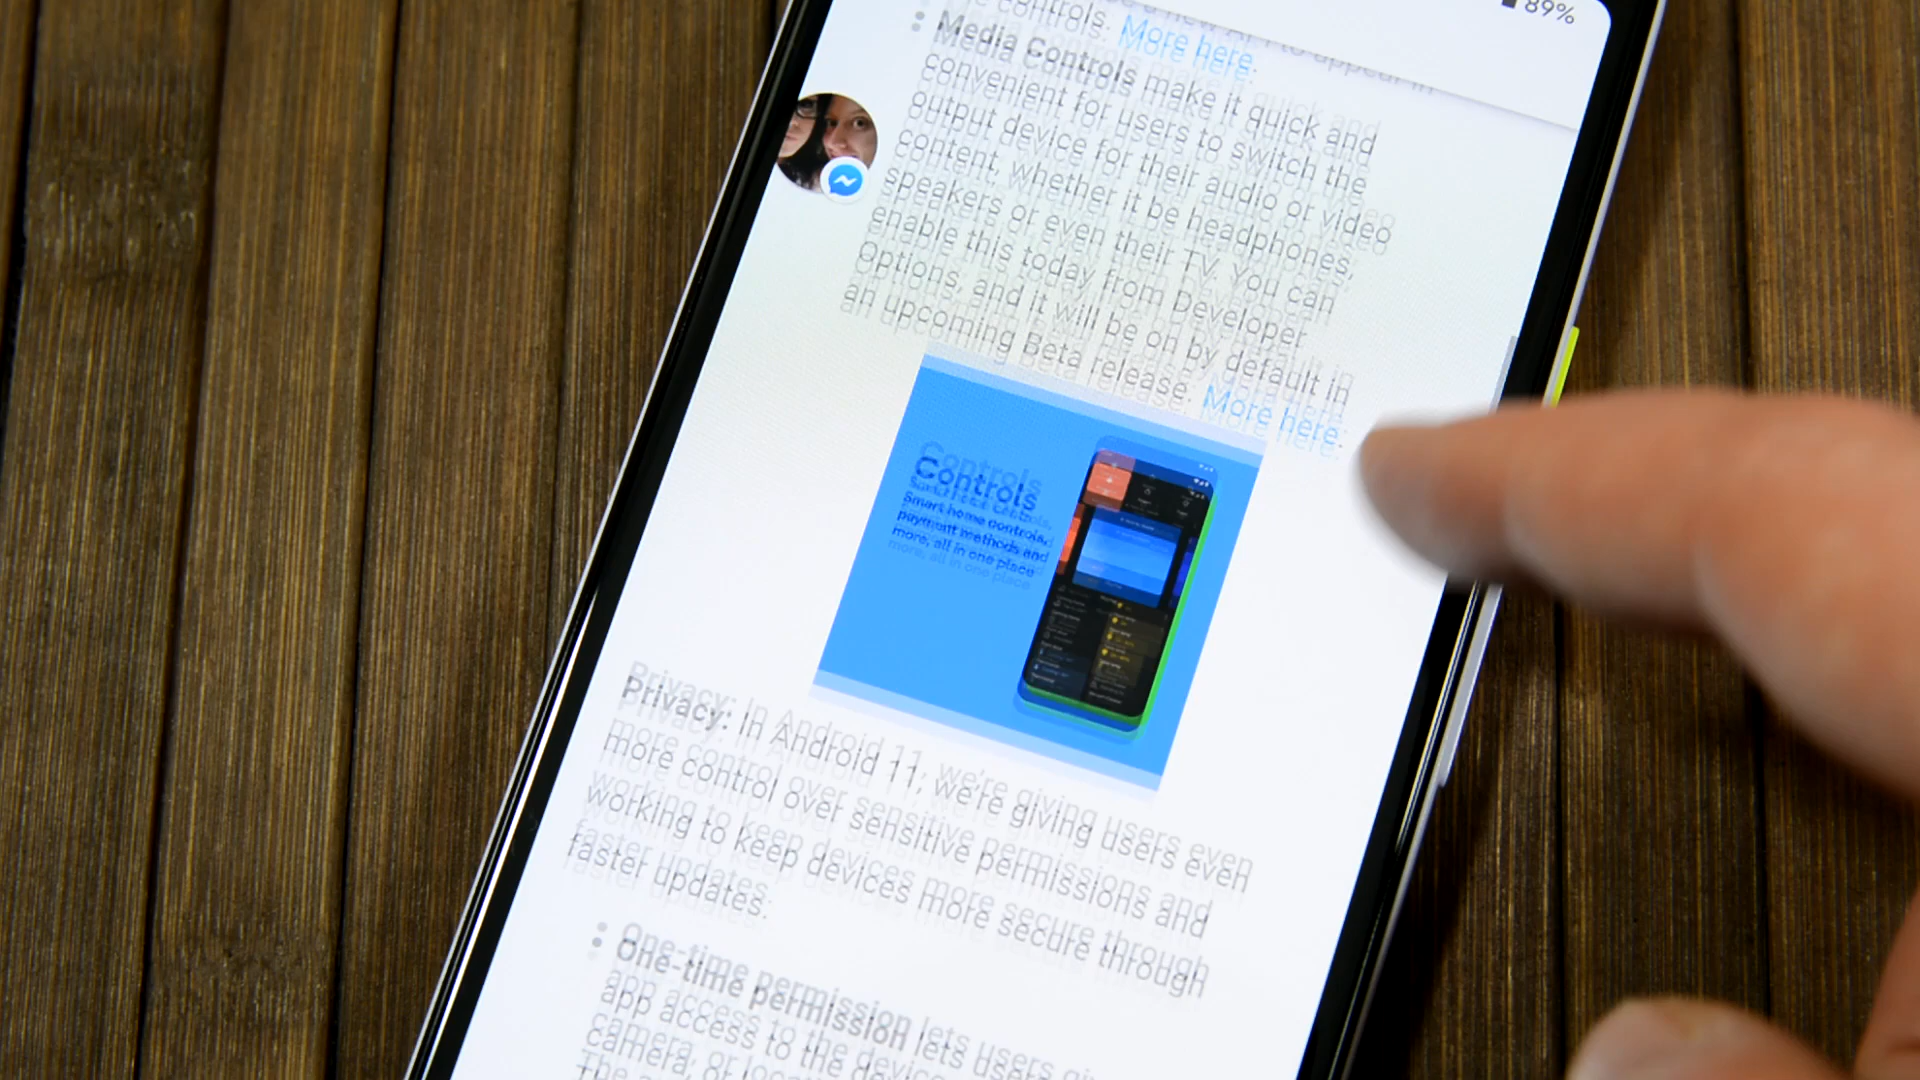 89%
controls. More here.
Media Controls make it quick and
convenient for users to switch the
output device for their audio or video
content, whether it be headphones,
speakers or even their TV. You can
enable this today from Developer
Options, and it will be on by default in
an upcoming Beta release. More here.
Controls
Smart home controls,
payment methods and
more, all in one place
Privacy: In Android 11, we're giving users even
more control over sensitive permissions and
working to keep devices more secure through
faster updates:
One-time permission lets users
app access to the device
camera, or